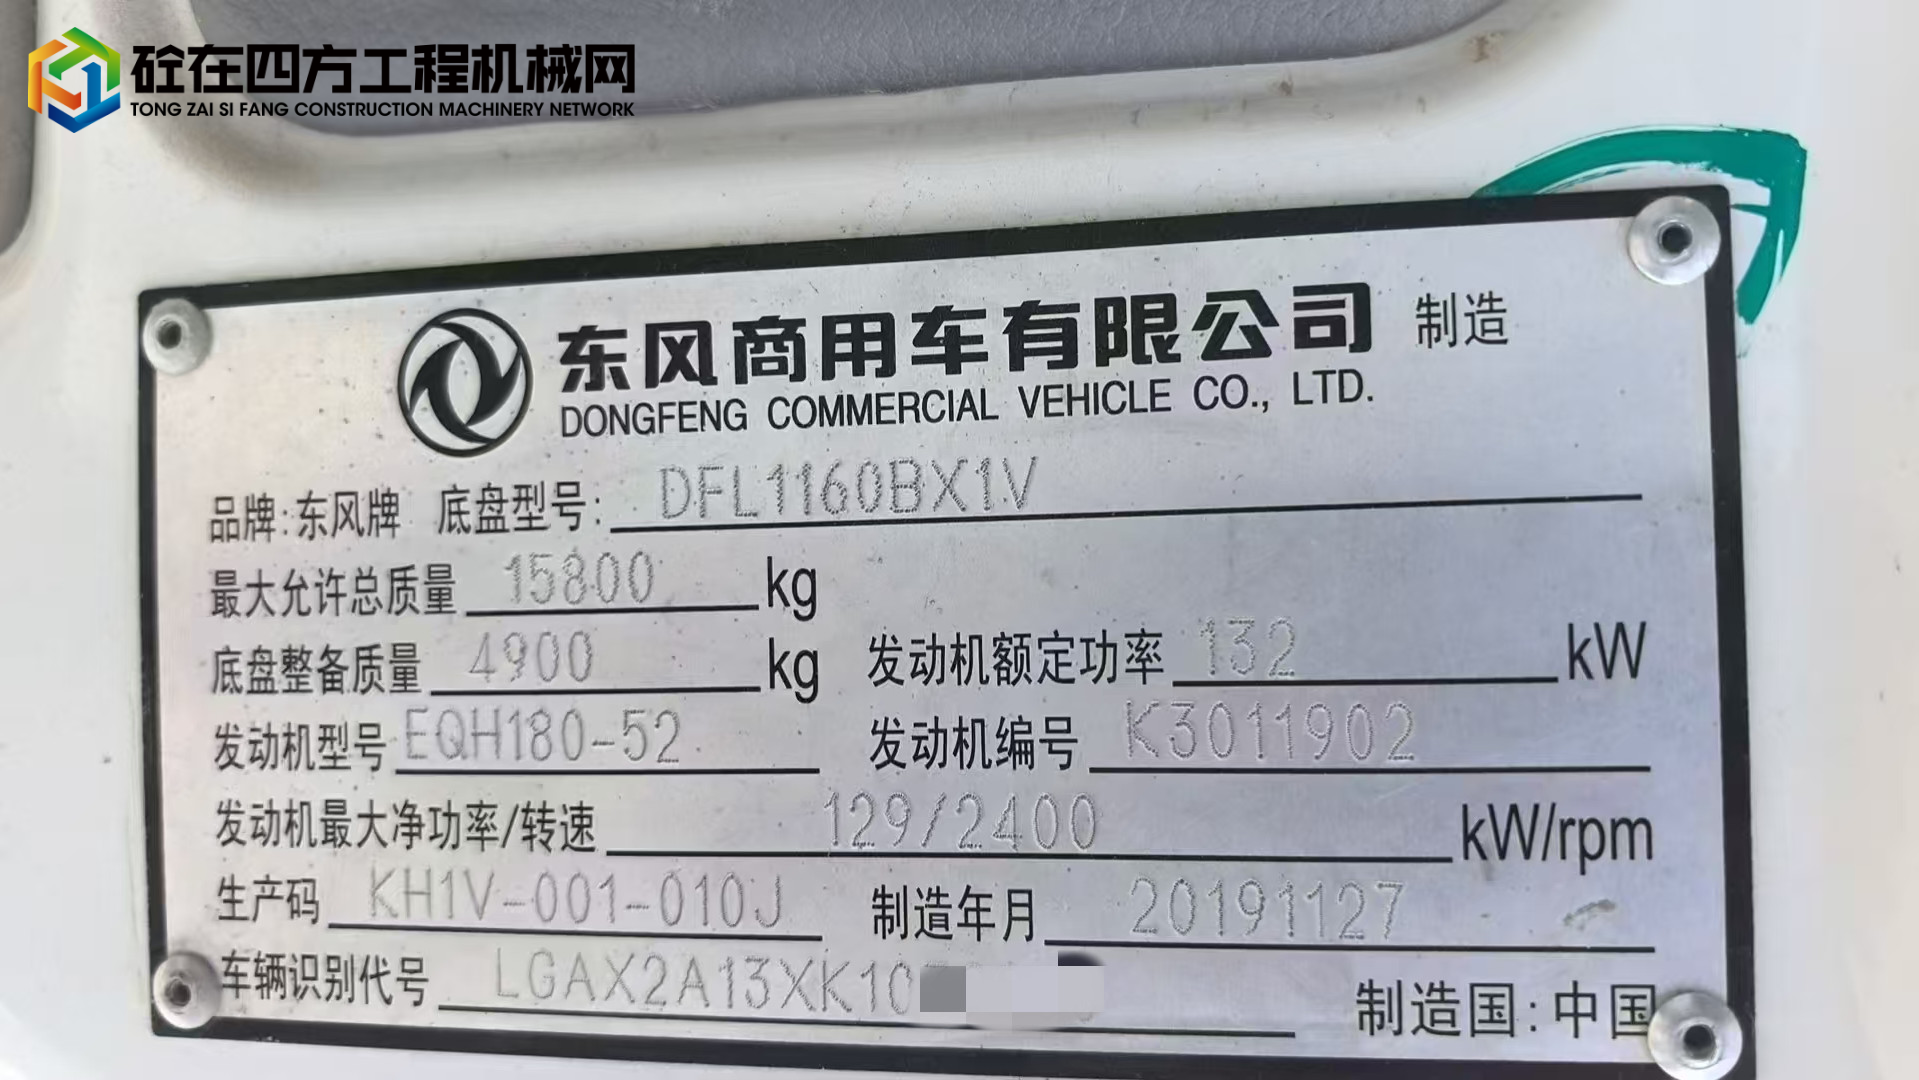 砼在四方工程机械网
TONG ZAI SI FANG CONSTRUCTION MACHINERY NETWORK
东风商用车有限公司 制造
DONGFENG COMMERCIAL VEHICLE CO., LTD.
品牌:东风牌 底盘型号: DFL1160BX1V
最大允许总质量 15800 kg
底盘整备质量 4900 kg 发动机额定功率 132 kW
发动机型号 EQH180-52 发动机编号 K3011902
发动机最大净功率/转速 129/2400 kW/rpm
生产码 KH1V-001-010J 制造年月 20191127
车辆识别代号 LGAX2A13XK10
制造国:中国